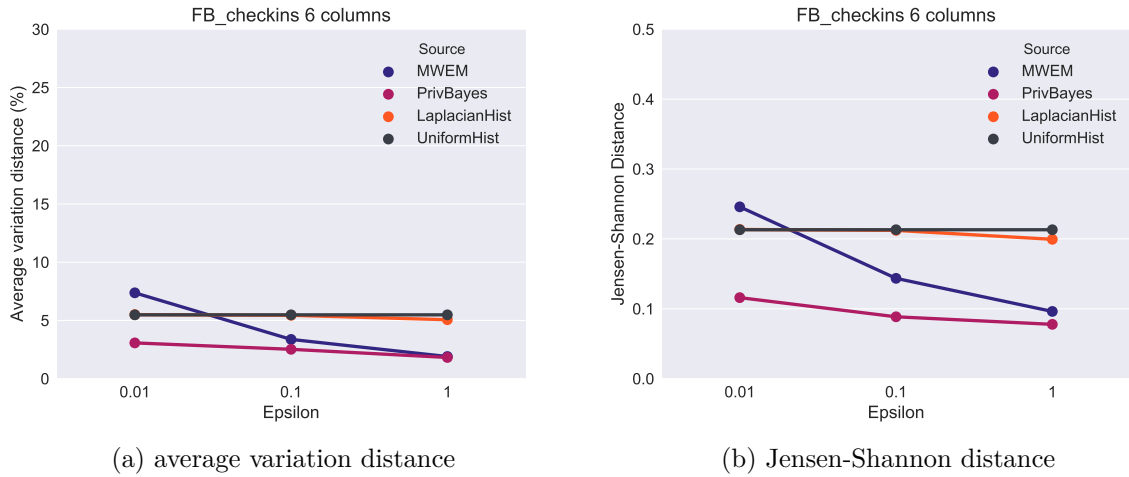 FB_checkins 6 columns
30
25
20
15
10
5
0
Average variation distance (%)
Source
MWEM
PrivBayes
LaplacianHist
UniformHist
0.01 0.1 1
Epsilon
(a) average variation distance
FB_checkins 6 columns
0.5
0.4
0.3
0.2
0.1
0.0
Jensen-Shannon Distance
Source
MWEM
PrivBayes
LaplacianHist
UniformHist
0.01 0.1 1
Epsilon
(b) Jensen-Shannon distance